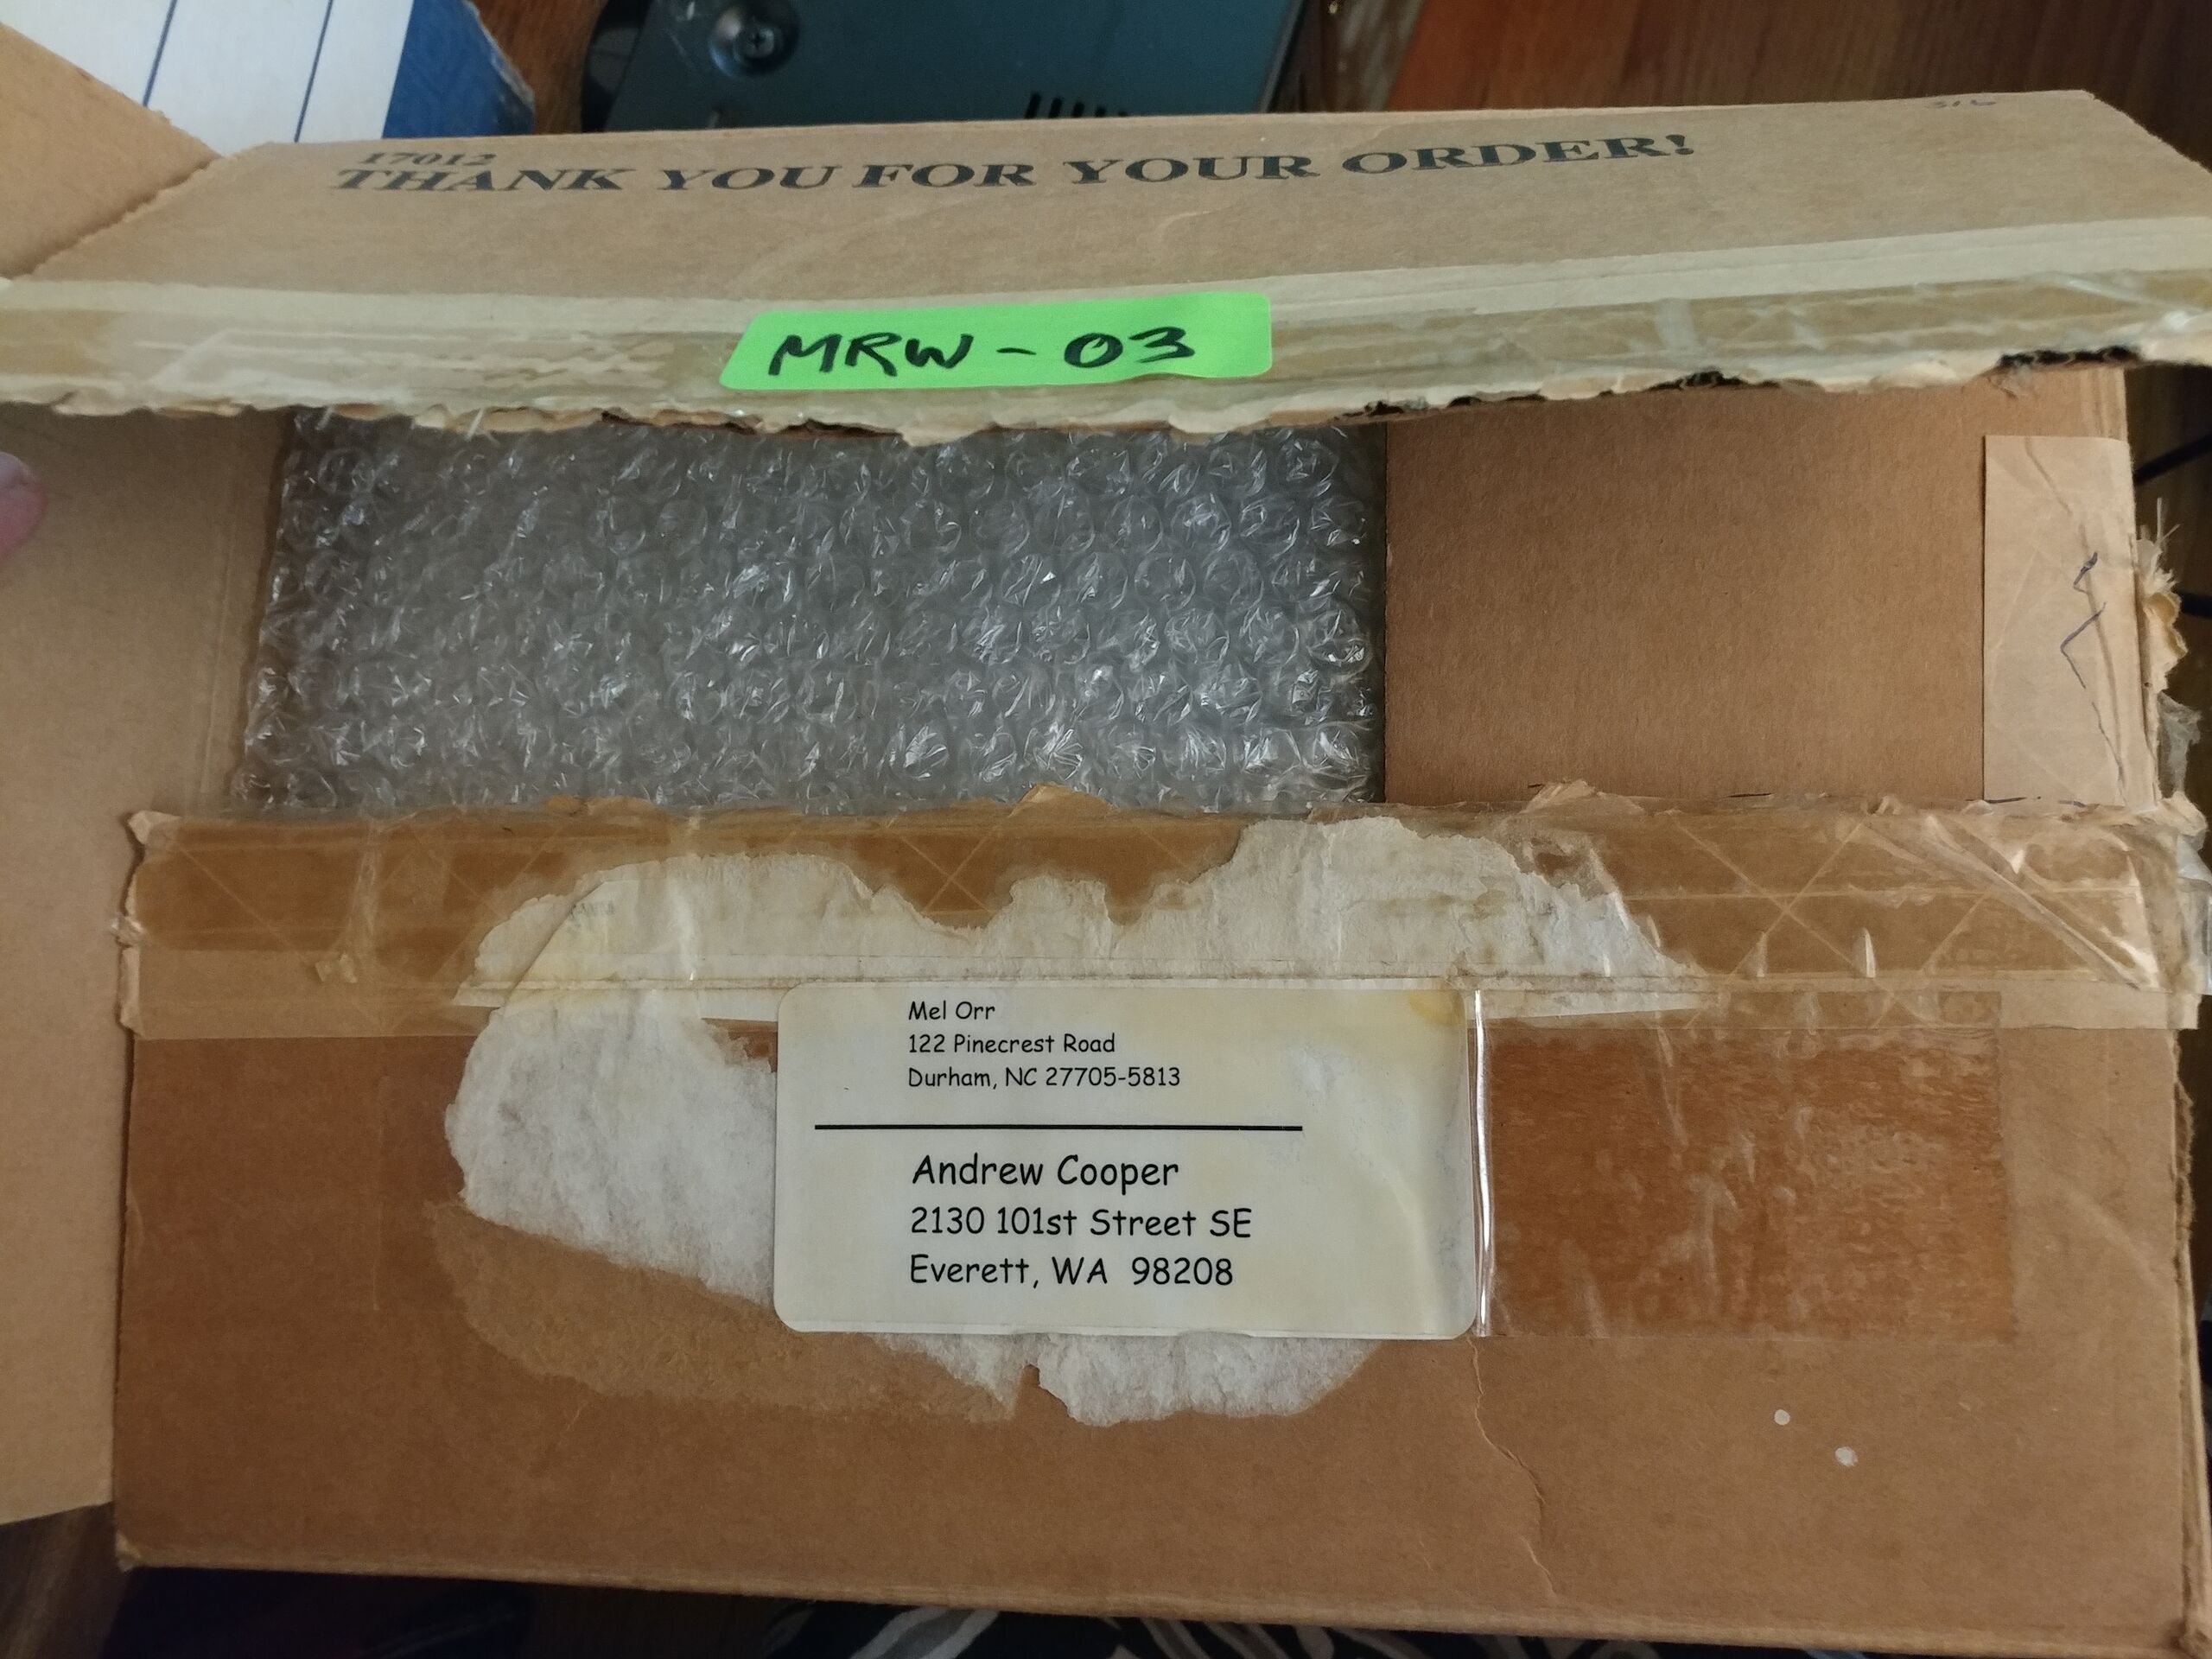 17012
THANK YOU FOR YOUR ORDER!
MRW - 03
Mel Orr
122 Pinecrest Road
Durham, NC 27705-5813
Andrew Cooper
2130 101st Street SE
Everett, WA 98208